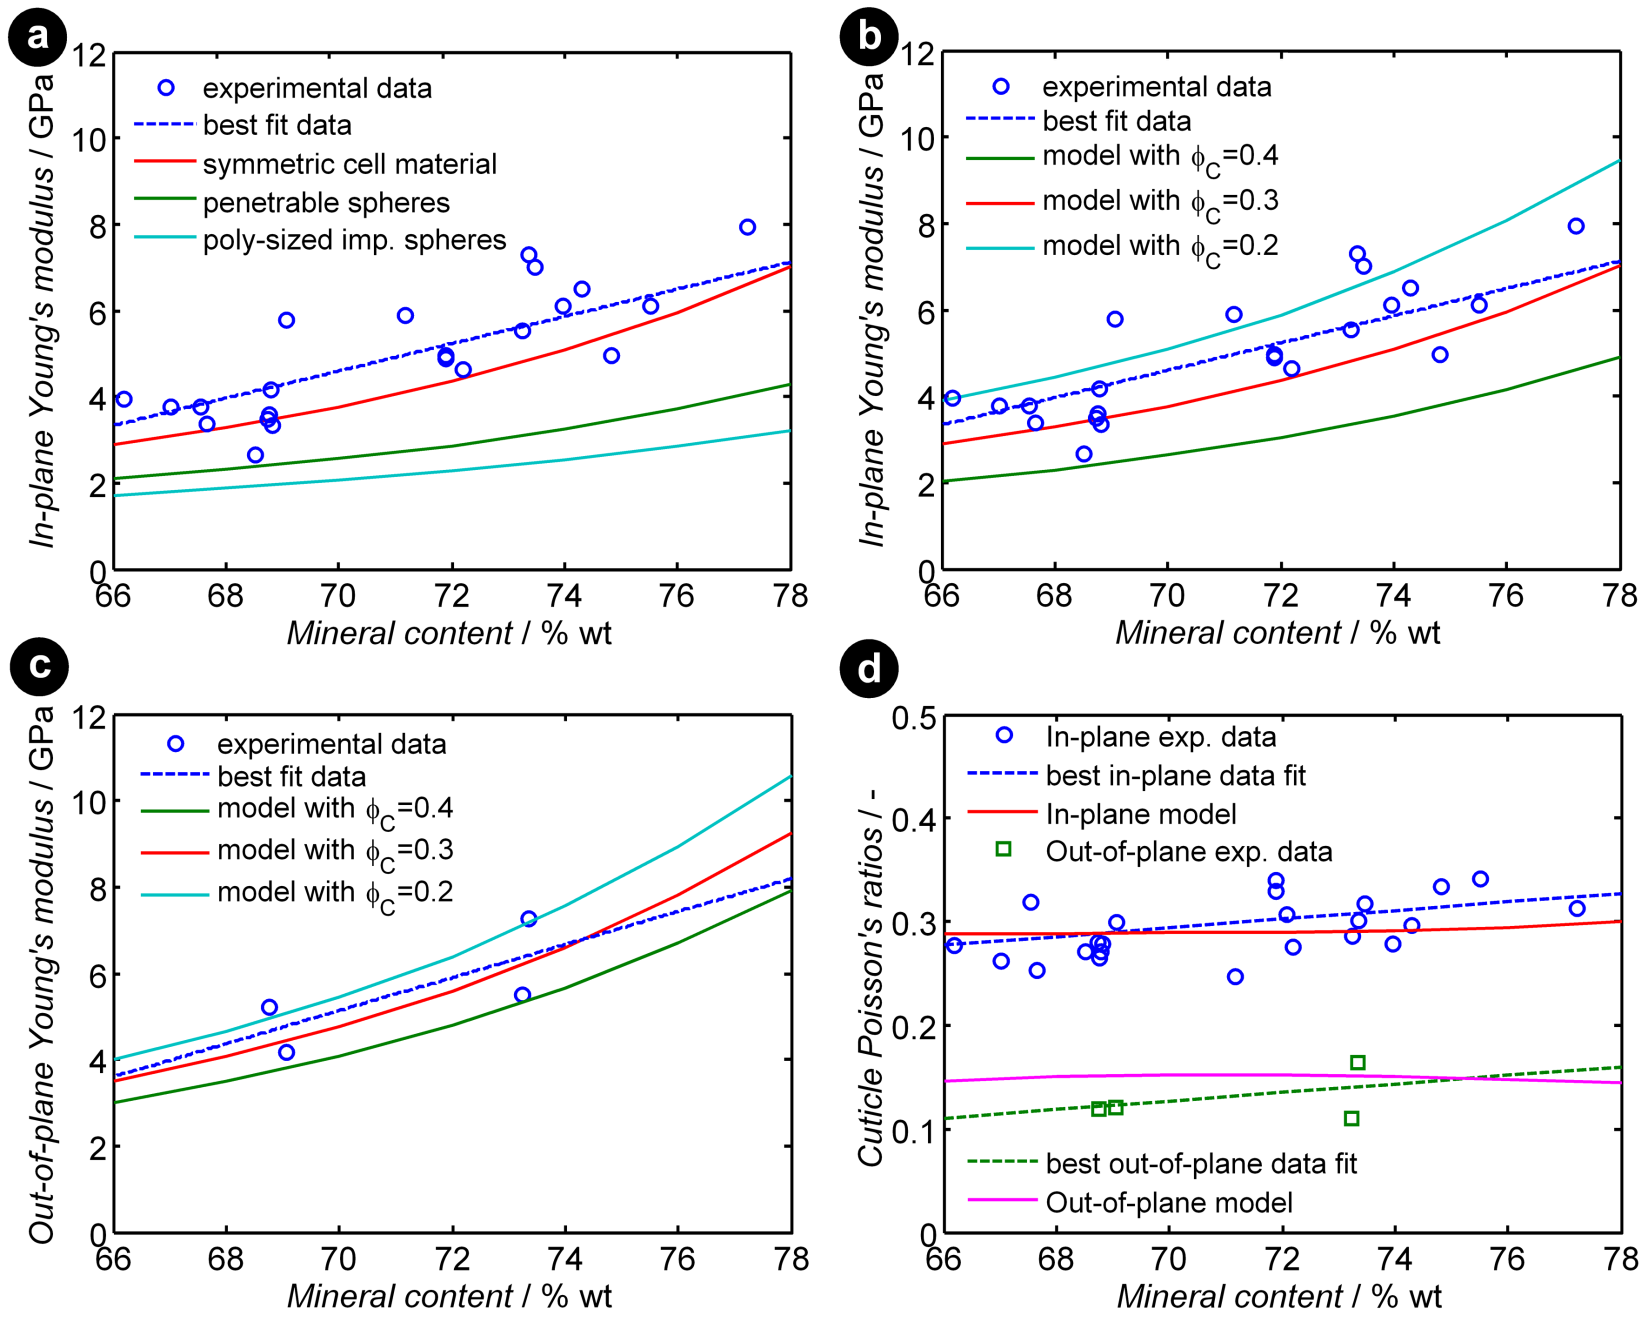 a
In-plane Young's modulus / GPa
12
10
8
6
4
2
0
experimental data
best fit data
symmetric cell material
penetrable spheres
poly-sized imp. spheres
66 68 70 72 74 76 78
Mineral content / % wt
b
In-plane Young's modulus / GPa
12
10
8
6
4
2
0
experimental data
best fit data
model with ϕC=0.4
model with ϕC=0.3
model with ϕC=0.2
66 68 70 72 74 76 78
Mineral content / % wt
c
Out-of-plane Young's modulus / GPa
12
10
8
6
4
2
0
experimental data
best fit data
model with ϕC=0.4
model with ϕC=0.3
model with ϕC=0.2
66 68 70 72 74 76 78
Mineral content / % wt
d
Cuticle Poisson's ratios / -
0.5
0.4
0.3
0.2
0.1
0
In-plane exp. data
best in-plane data fit
In-plane model
Out-of-plane exp. data
best out-of-plane data fit
Out-of-plane model
66 68 70 72 74 76 78
Mineral content / % wt